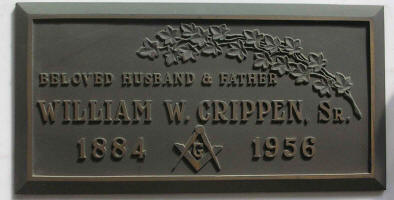 BELOVED HUSBAND & FATHER
WILLIAM W. CRIPPEN, SR.
1884 G 1956